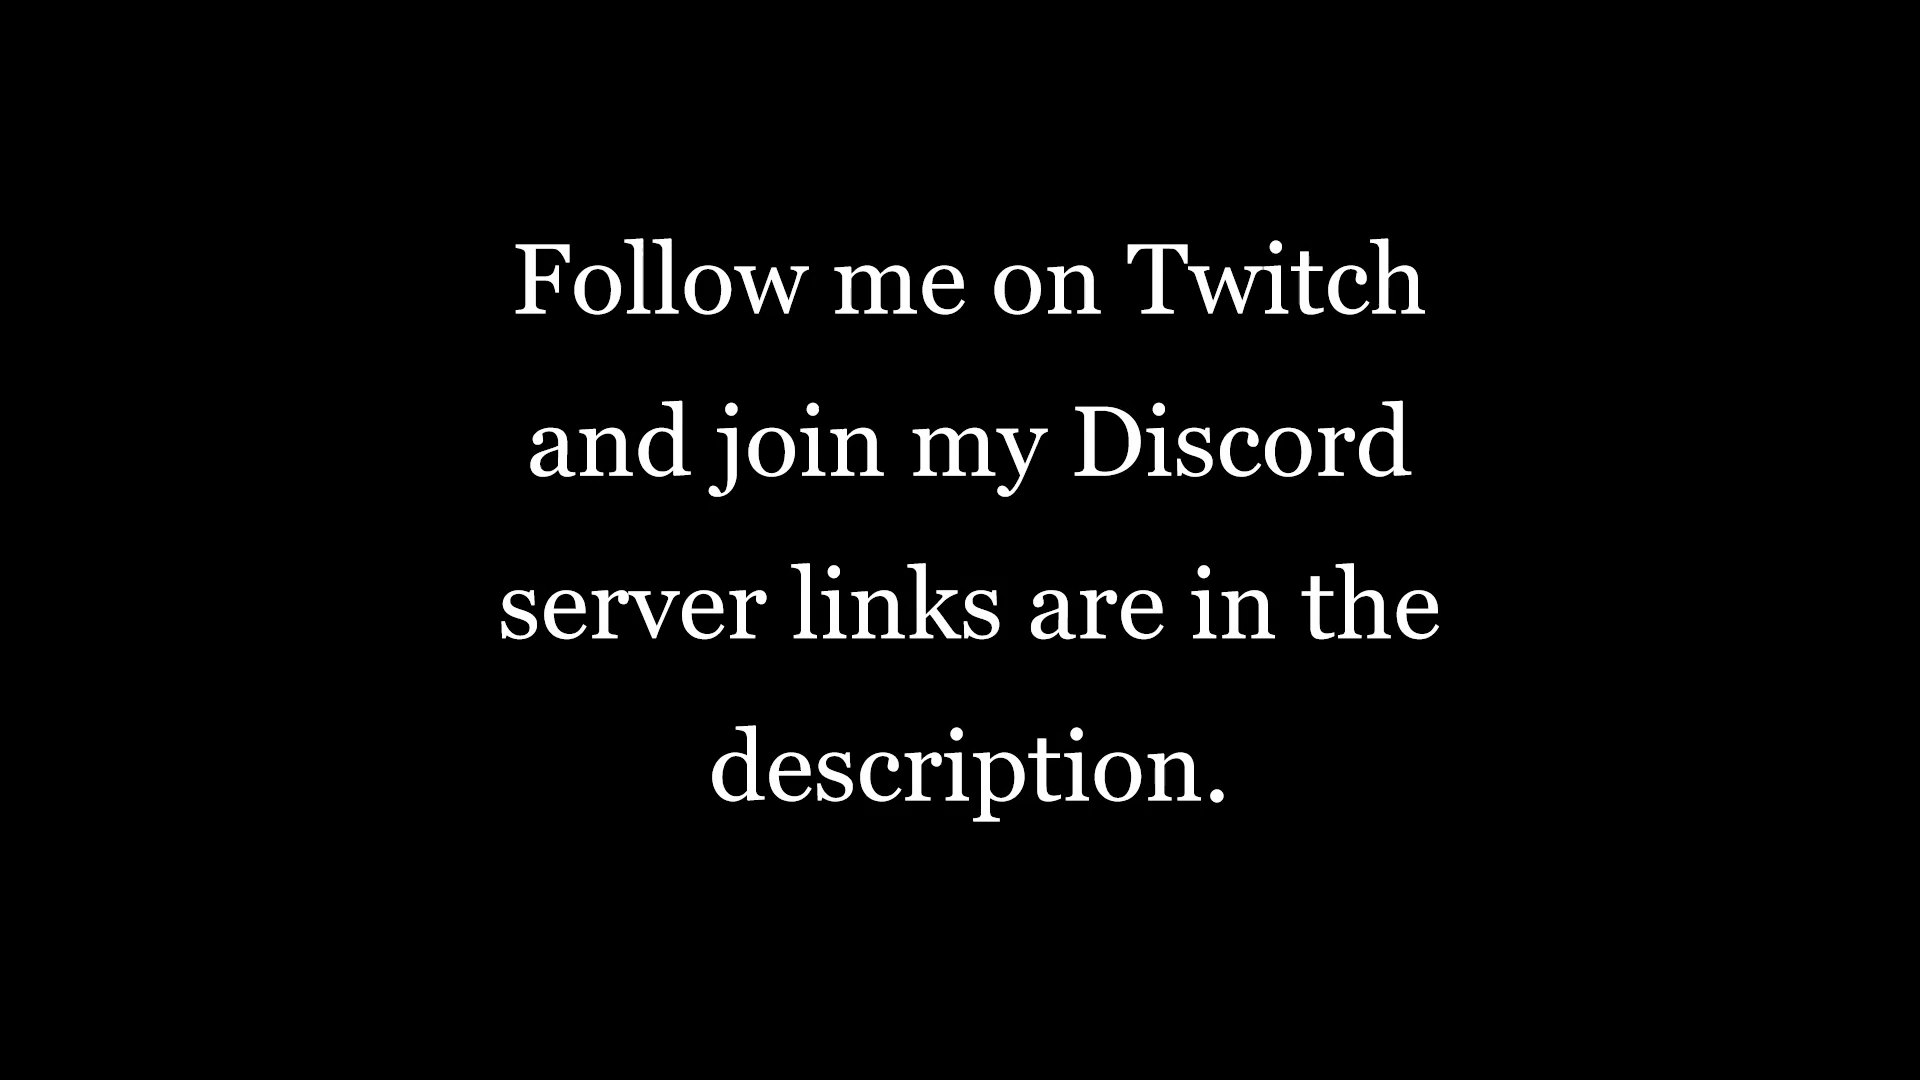 Follow me on Twitch
and join my Discord
server links are in the
description.